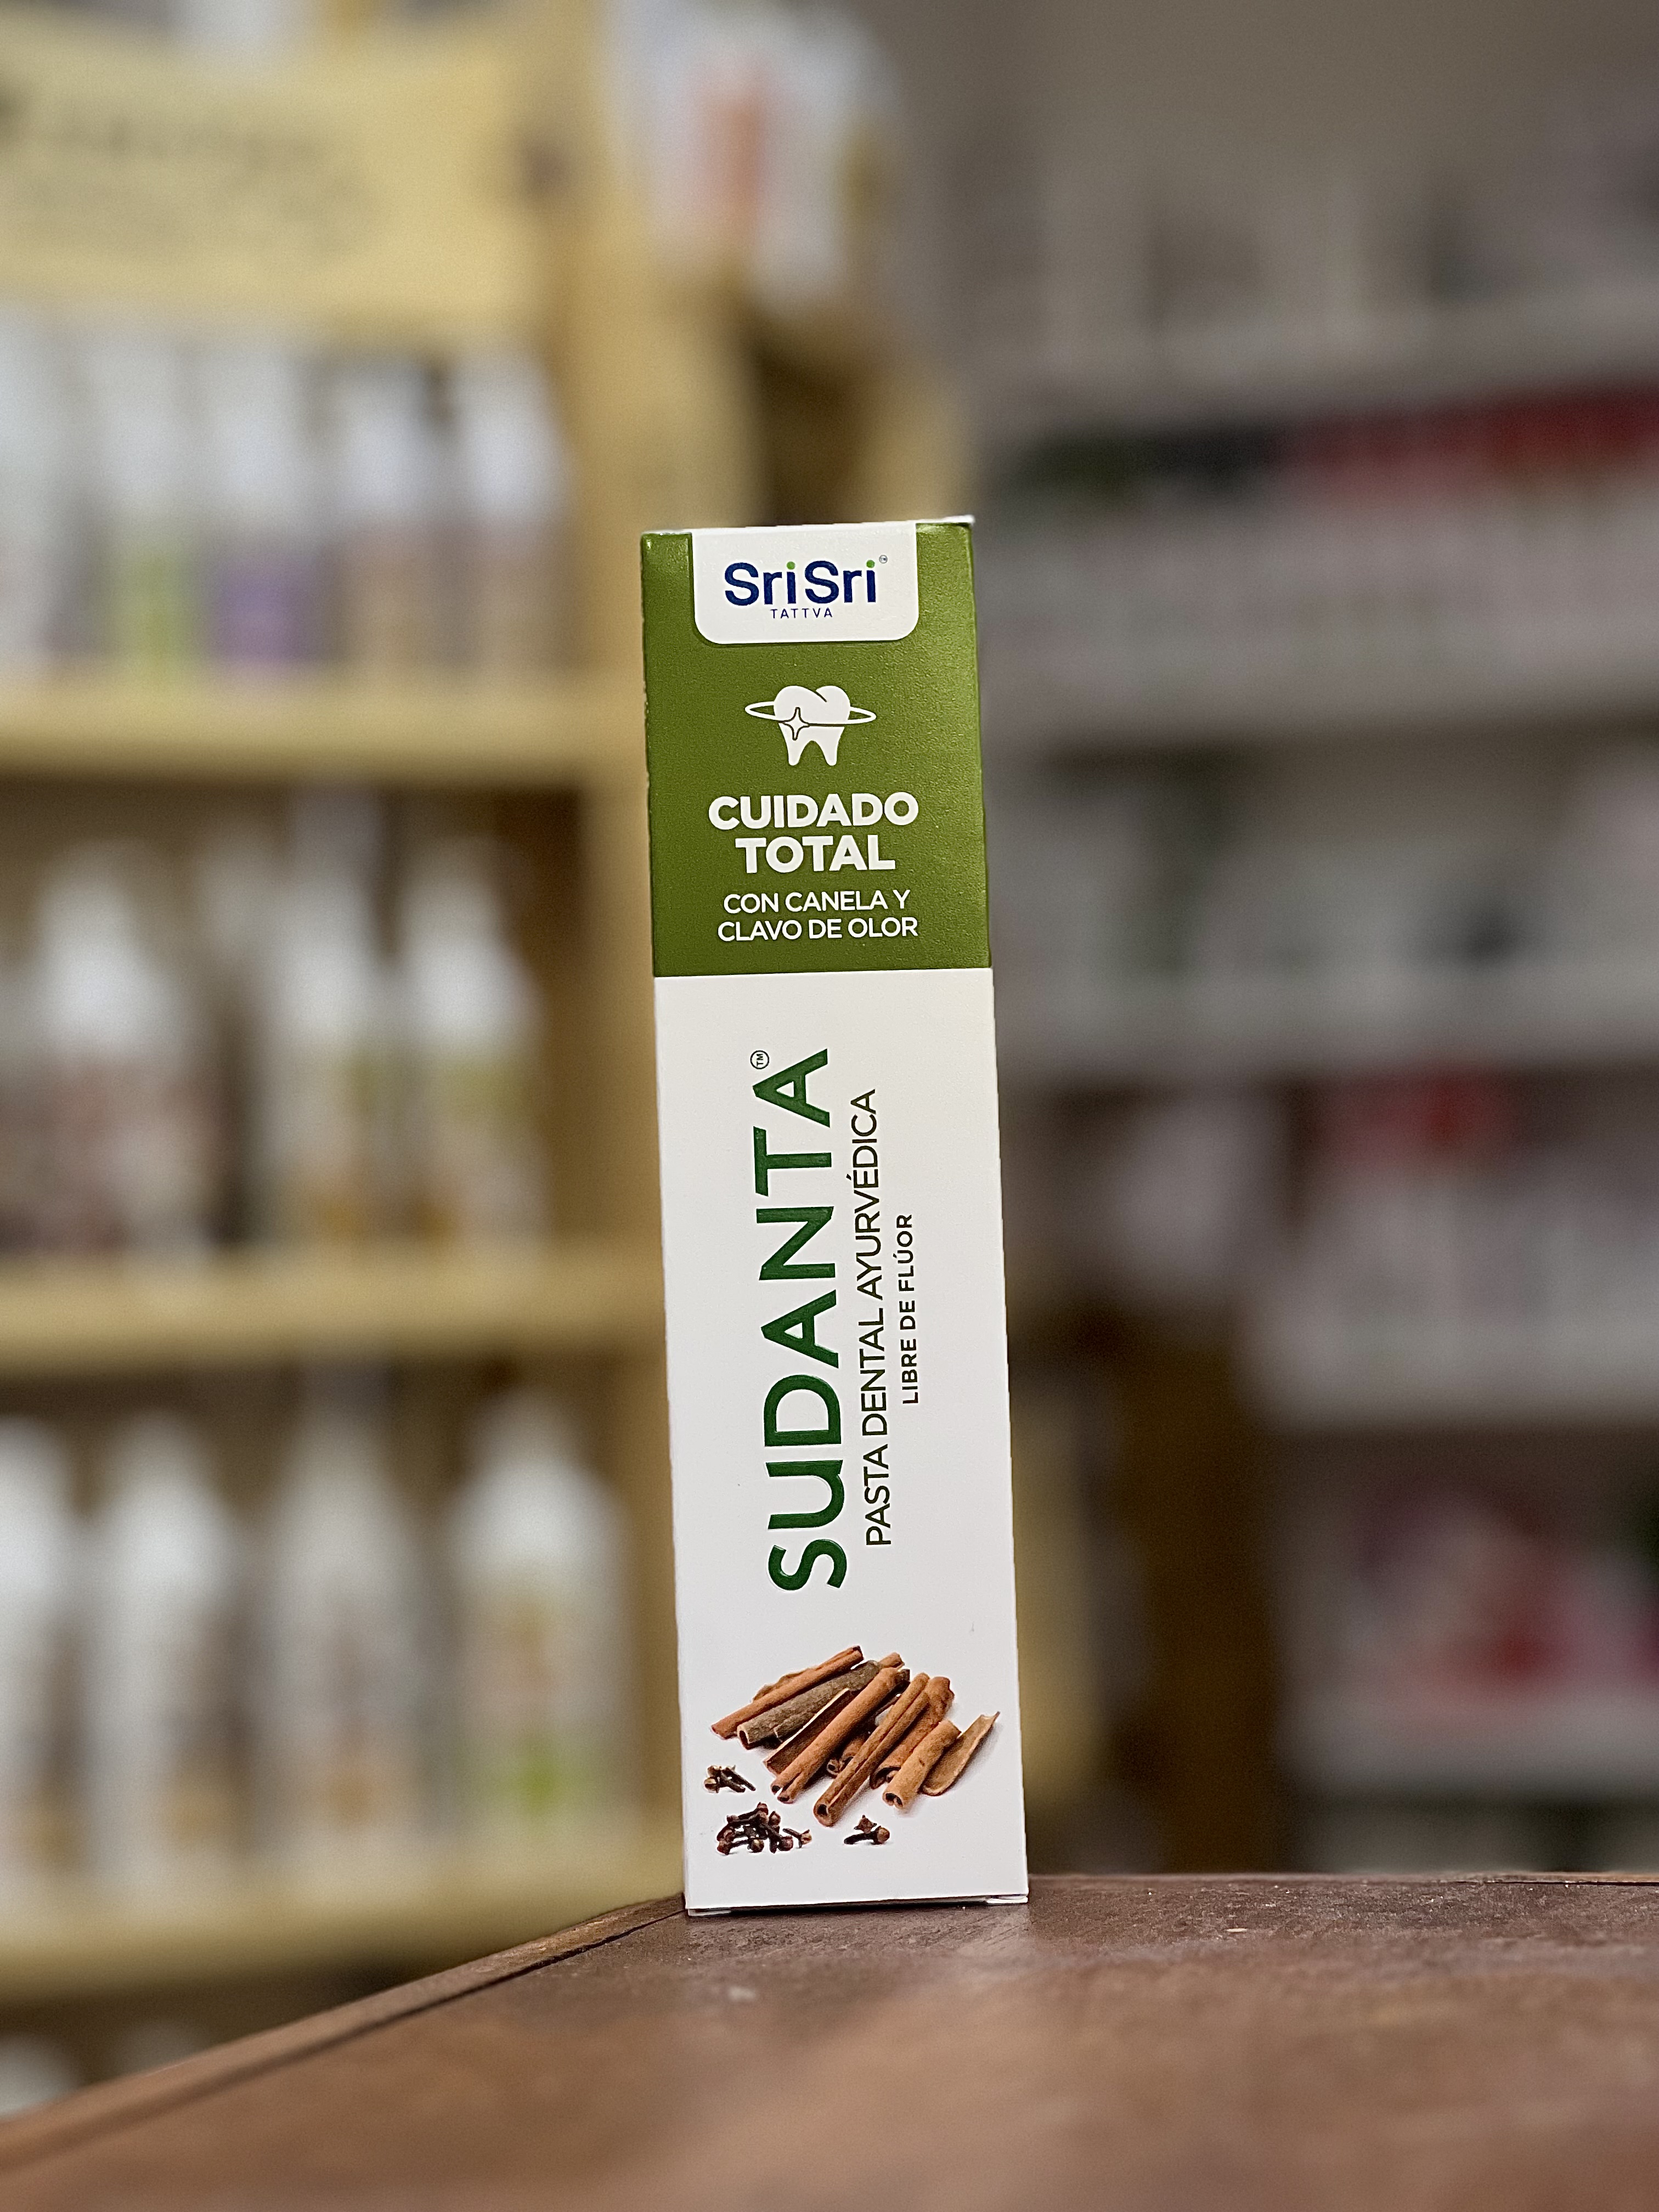 SriSri
TATTVA
CUIDADO
TOTAL
CON CANELA Y
CLAVO DE OLOR
SUDANTA™
PASTA DENTAL AYURVÉDICA
LIBRE DE FLÚOR